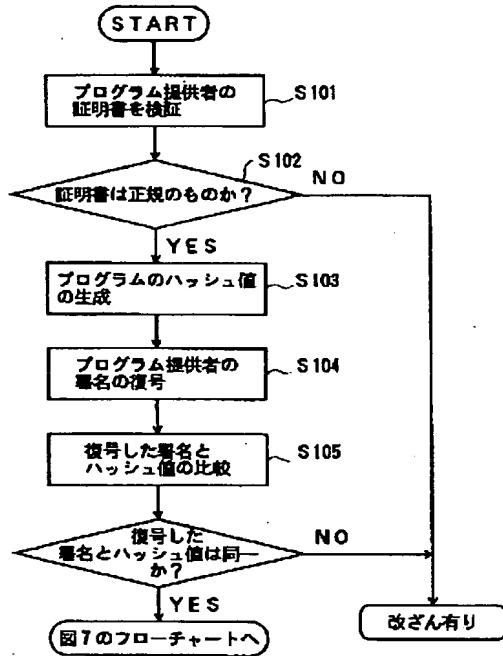 START
プログラム提供者の
証明書を検証
S101
S102
証明書は正規のものか？
NO
YES
プログラムのハッシュ値
の生成
S103
プログラム提供者の
署名の復号
S104
復号した署名と
ハッシュ値の比較
S105
復号した
署名とハッシュ値は同一
か？
NO
YES
図7のフローチャートへ
改ざん有り